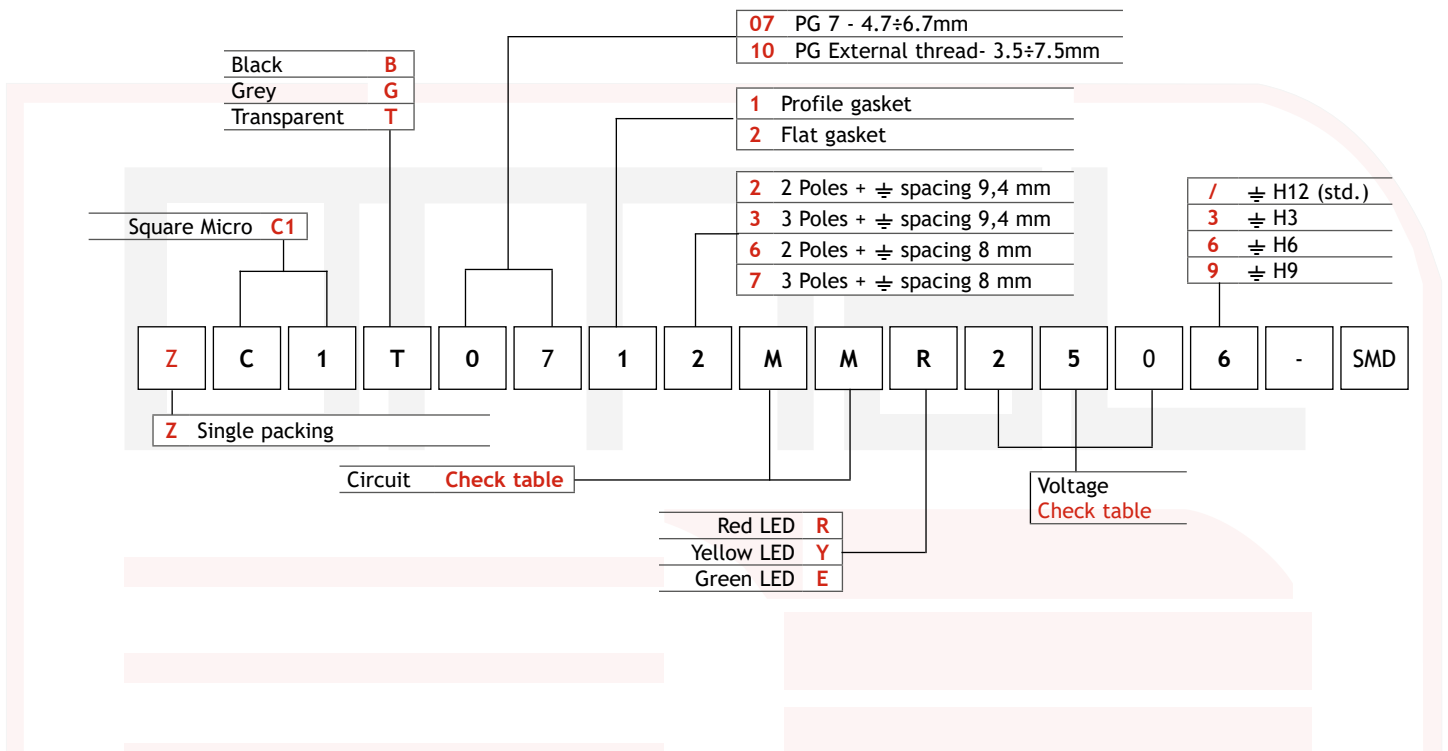 07 PG 7 - 4.7÷6.7mm
10 PG External thread- 3.5÷7.5mm
Black B
Grey G
Transparent T
1 Profile gasket
2 Flat gasket
2 2 Poles + ⏚ spacing 9,4 mm
3 3 Poles + ⏚ spacing 9,4 mm
6 2 Poles + ⏚ spacing 8 mm
7 3 Poles + ⏚ spacing 8 mm
/ ⏚ H12 (std.)
3 ⏚ H3
6 ⏚ H6
9 ⏚ H9
Square Micro C1
Z C 1 T 0 7 1 2 M M R 2 5 0 6 - SMD
Z Single packing
Circuit Check table
Voltage
Check table
Red LED R
Yellow LED Y
Green LED E